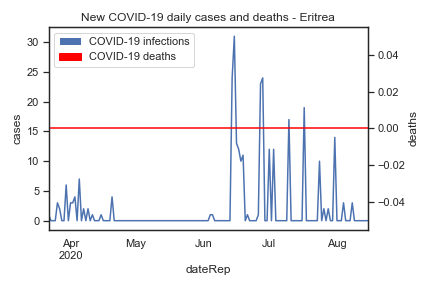 New COVID-19 daily cases and deaths - Eritrea
COVID-19 infections
COVID-19 deaths
30
25
20
15
10
5
0
cases
0.04
0.02
0.00
−0.02
−0.04
deaths
Apr
2020
May
Jun
Jul
Aug
dateRep